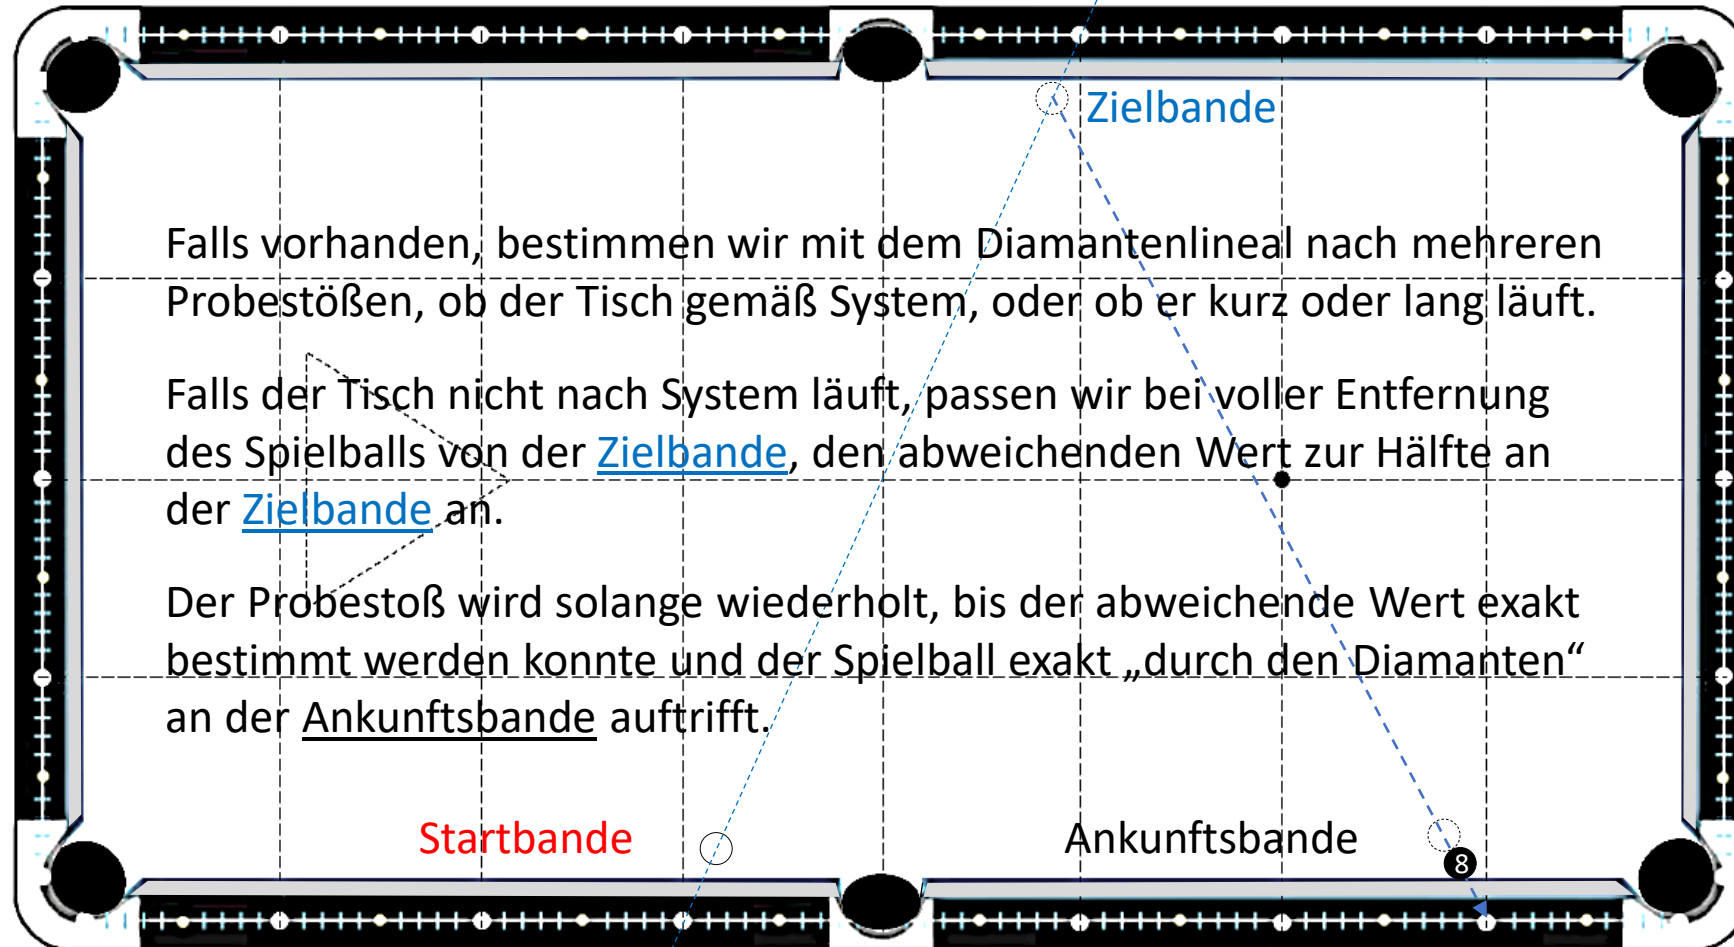 Zielbande
Falls vorhanden, bestimmen wir mit dem Diamantenlineal nach mehreren
Probestößen, ob der Tisch gemäß System, oder ob er kurz oder lang läuft.
Falls der Tisch nicht nach System läuft, passen wir bei voller Entfernung
des Spielballs von der Zielbande, den abweichenden Wert zur Hälfte an
der Zielbande an.
Der Probestoß wird solange wiederholt, bis der abweichende Wert exakt
bestimmt werden konnte und der Spielball exakt „durch den Diamanten“
an der Ankunftsbande auftrifft.
Startbande
Ankunftsbande
8